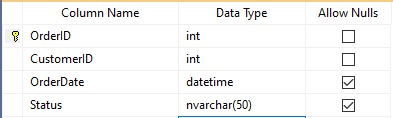 Column Name Data Type Allow Nulls
OrderID int
CustomerID int
OrderDate datetime
Status nvarchar(50)